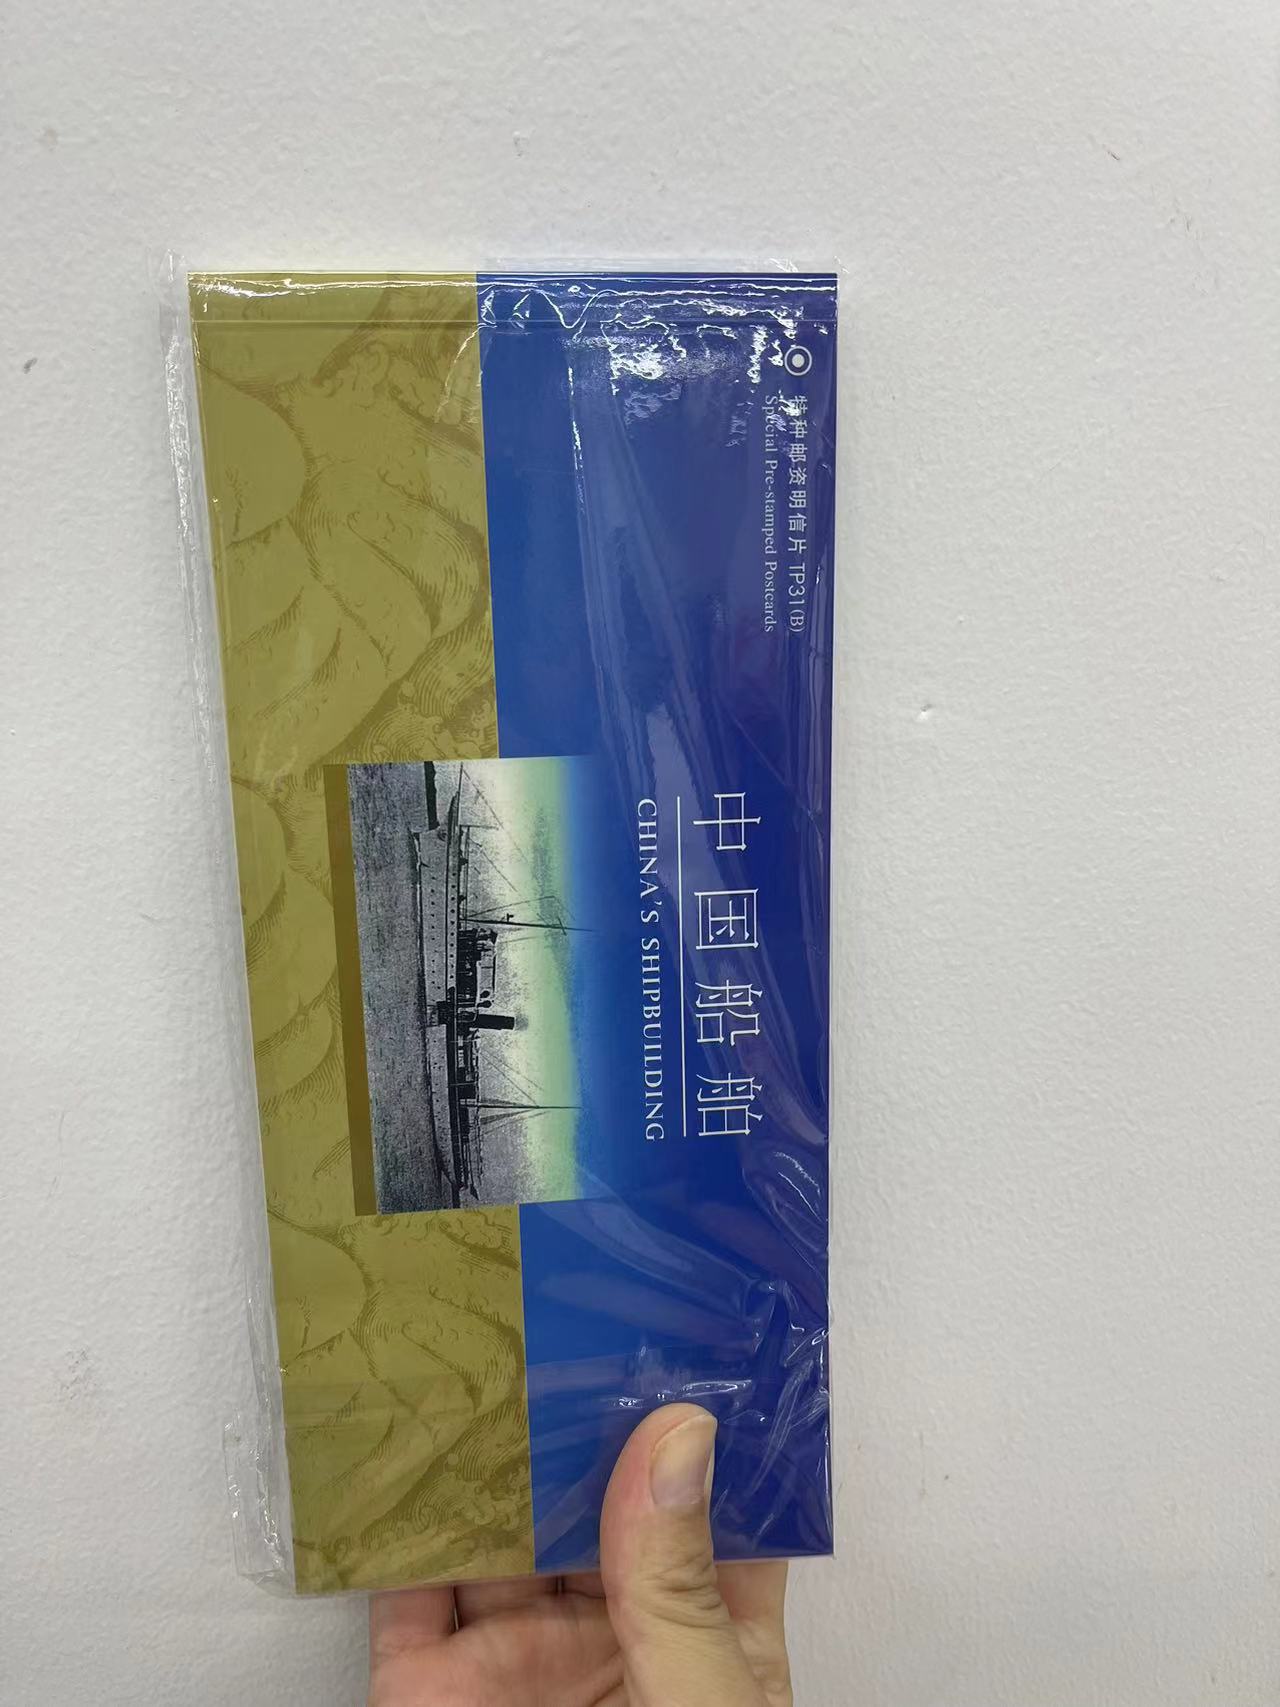 特种邮资明信片 TP31(B)
Special Pre-stamped Postcards
中国船舶
CHINA'S SHIPBUILDING